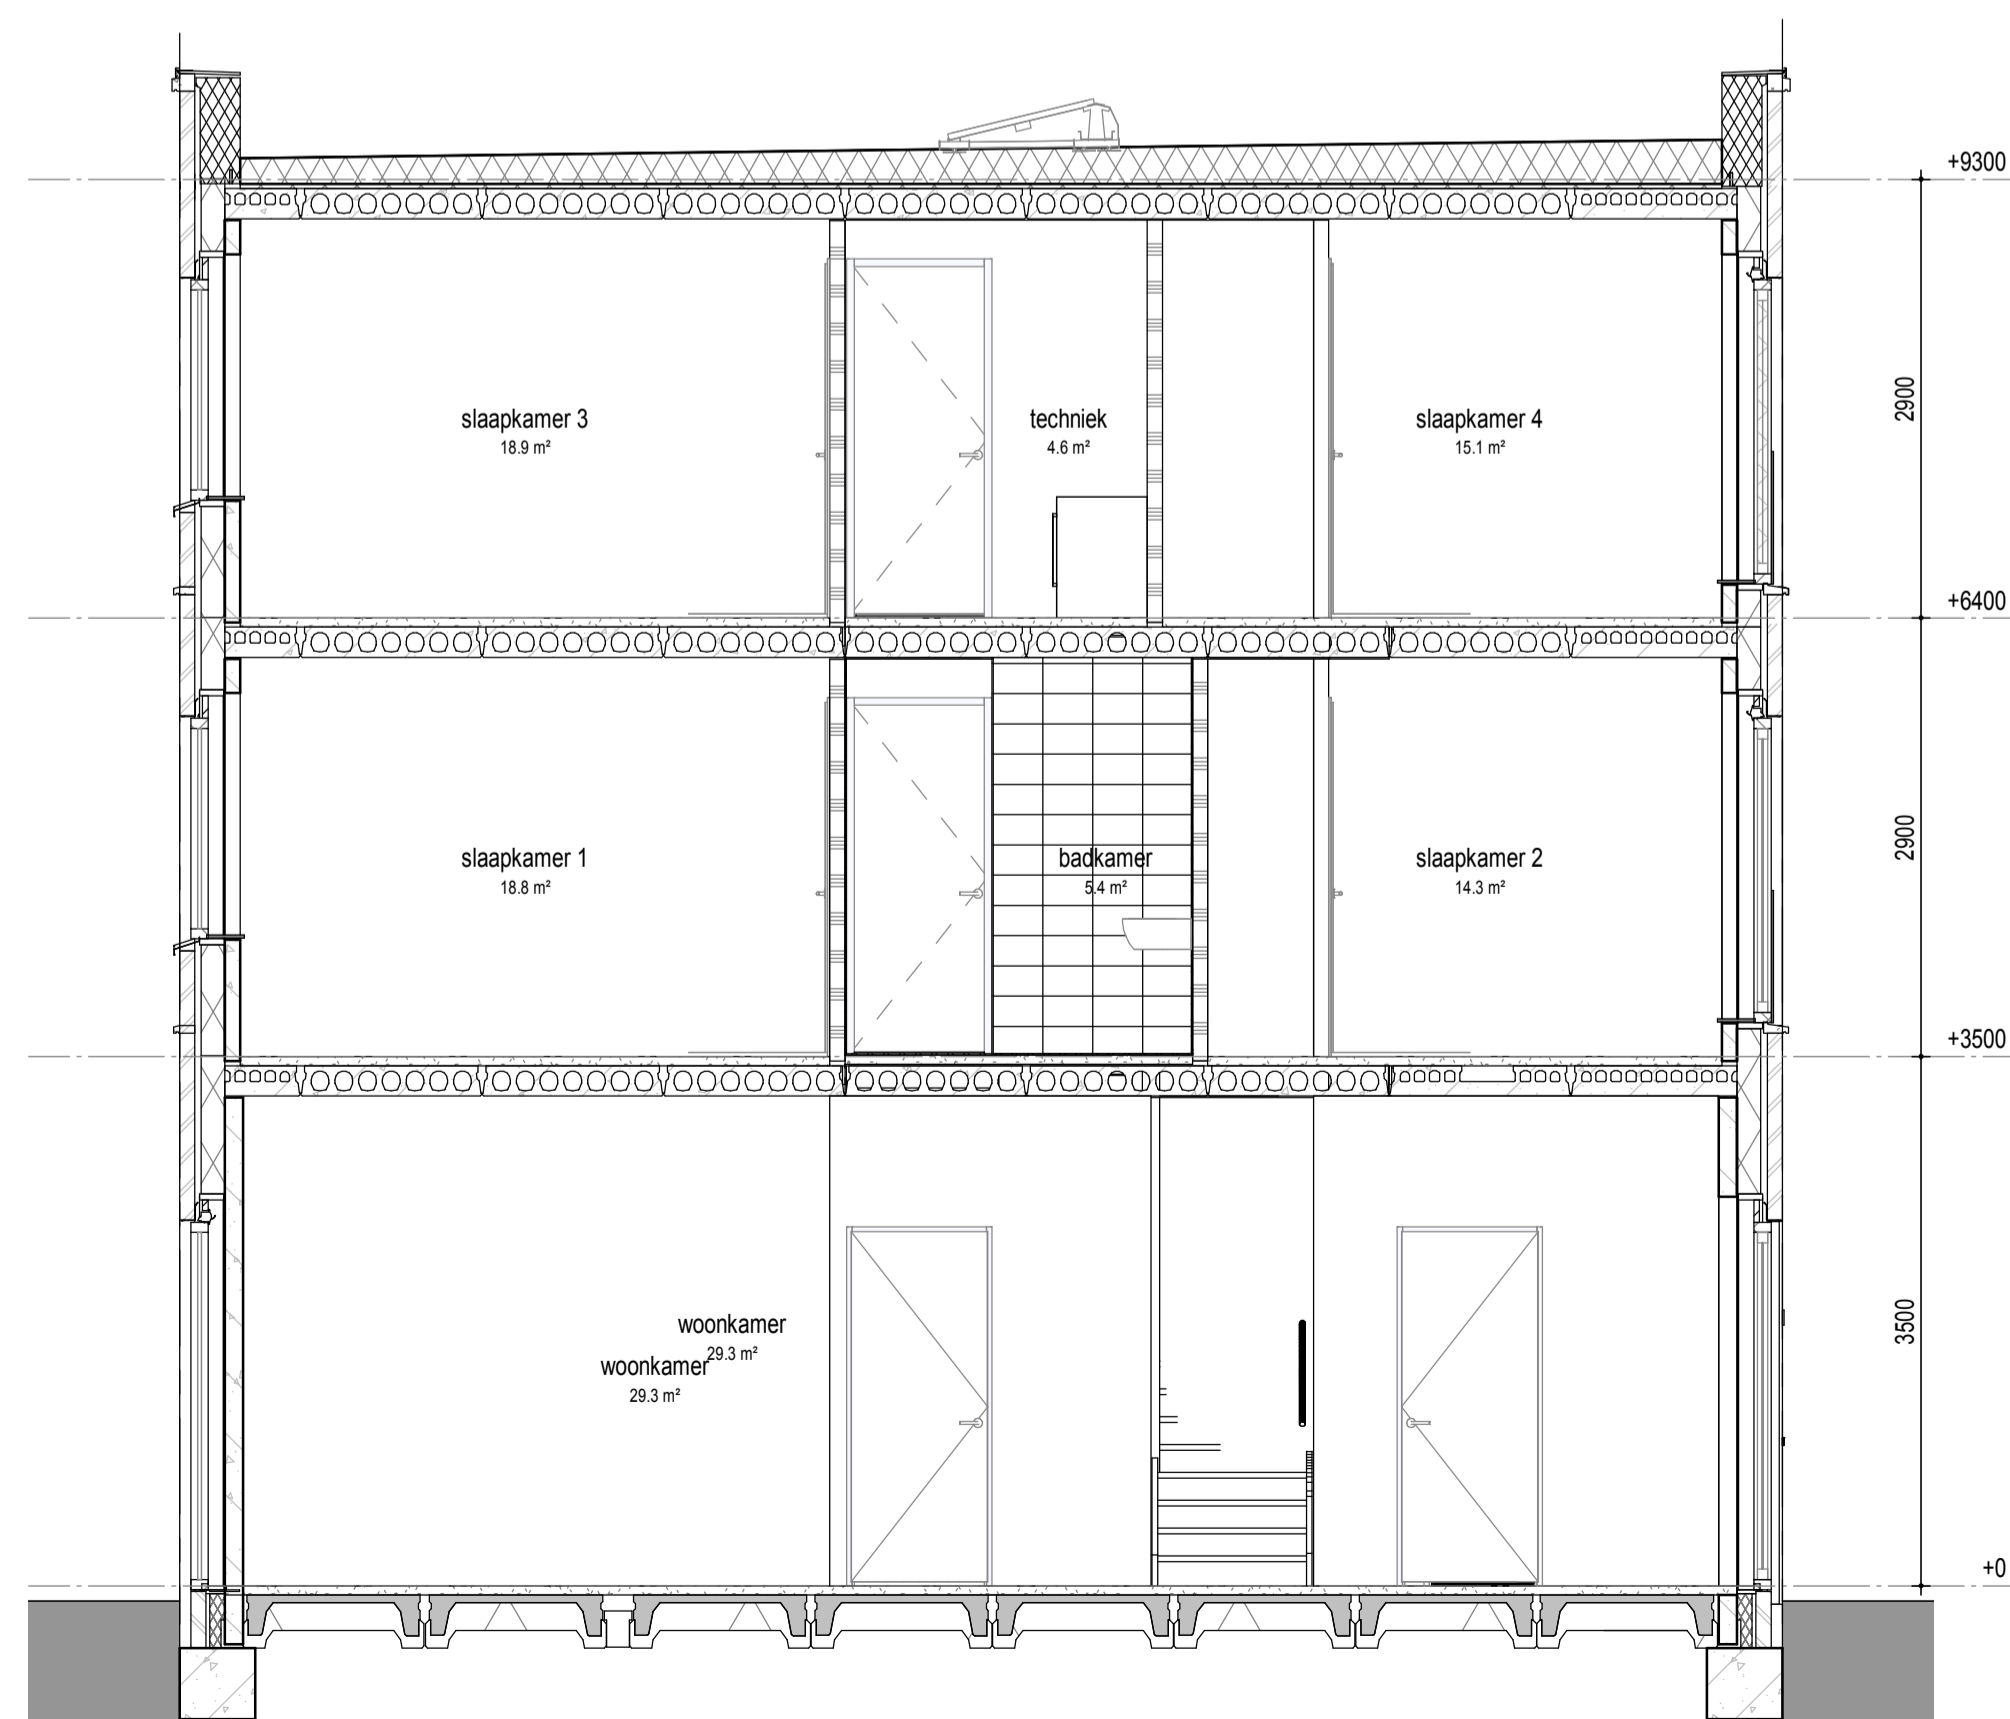 +9300
slaapkamer 3
18.9 m²
techniek
4.6 m²
slaapkamer 4
15.1 m²
2900
+6400
slaapkamer 1
18.8 m²
badkamer
5.4 m²
slaapkamer 2
14.3 m²
2900
+3500
woonkamer
29.3 m²
woonkamer
29.3 m²
3500
+0